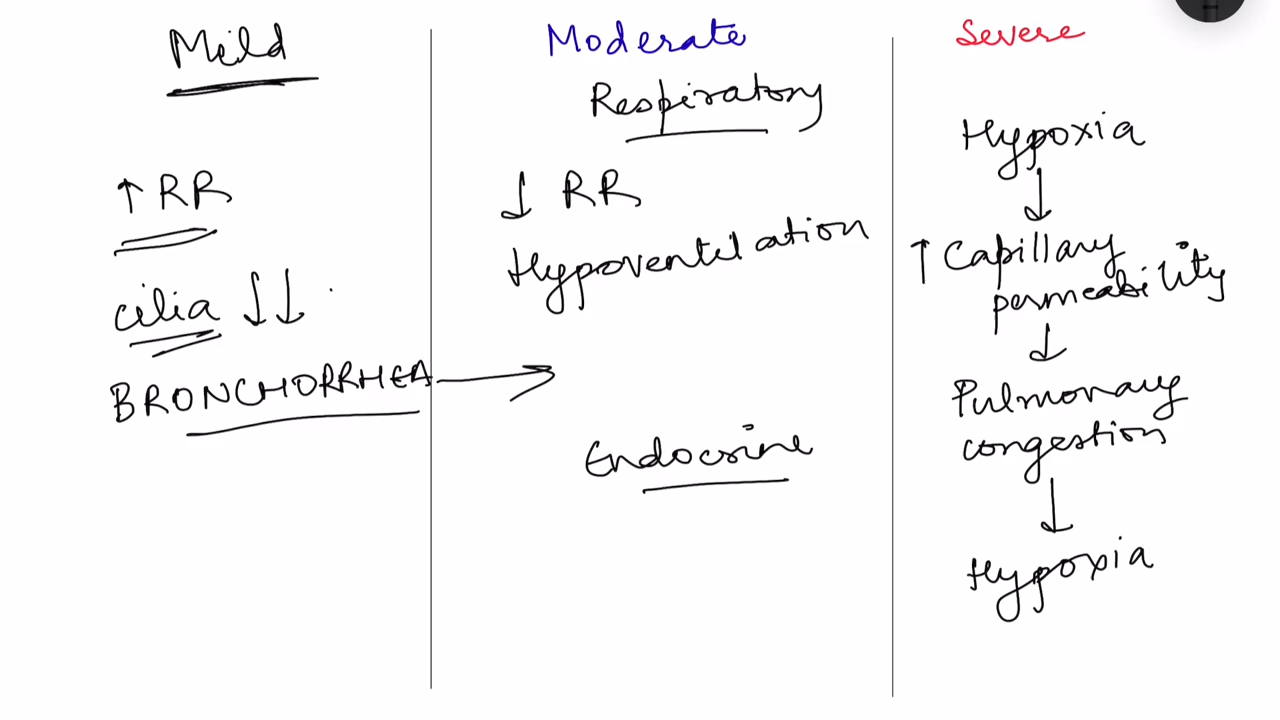 Mild
↑ RR
cilia ↓↓
BRONCHORRHEA →
Moderate
Respiratory
↓ RR
Hypoventilation
Endocrine
Severe
Hypoxia
↓
↑ Capillary
permeability
↓
Pulmonary
congestion
↓
Hypoxia